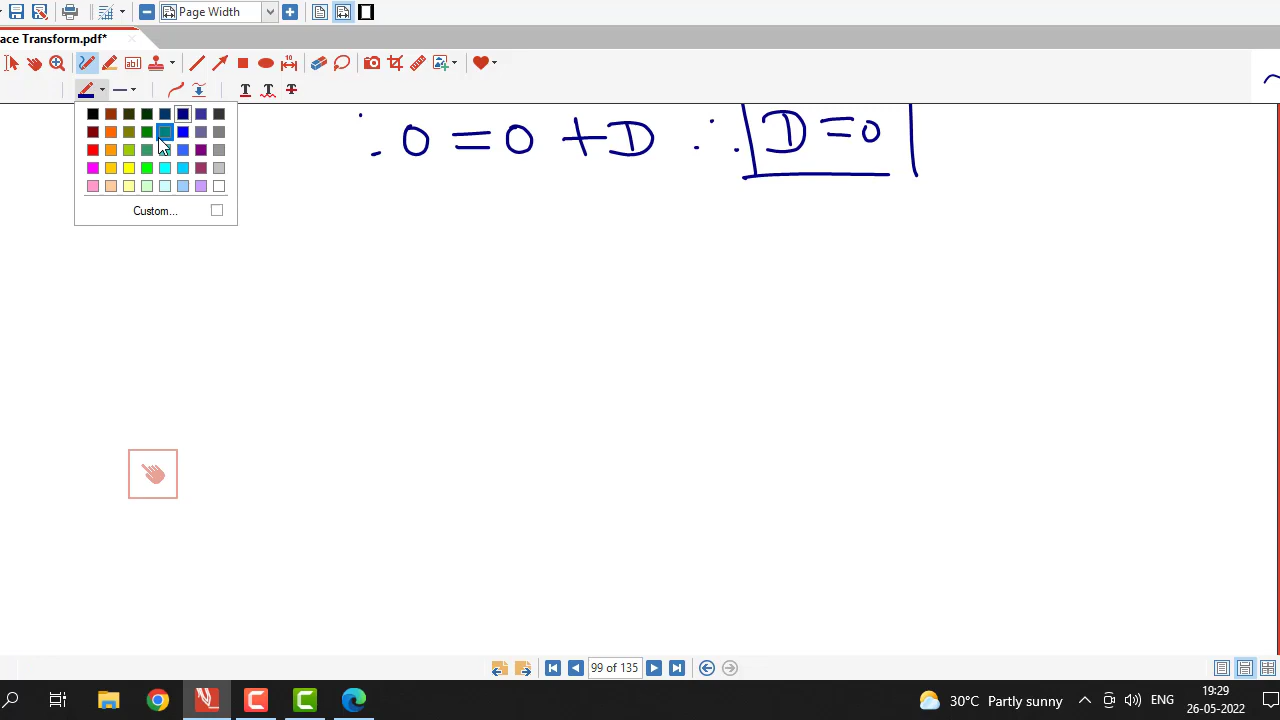 Page Width
ace Transform.pdf*
10
T T T
∴ 0 = 0 + D ∴ D = 0
Custom...
99 of 135
30°C Partly sunny
ENG
19:29
26-05-2022